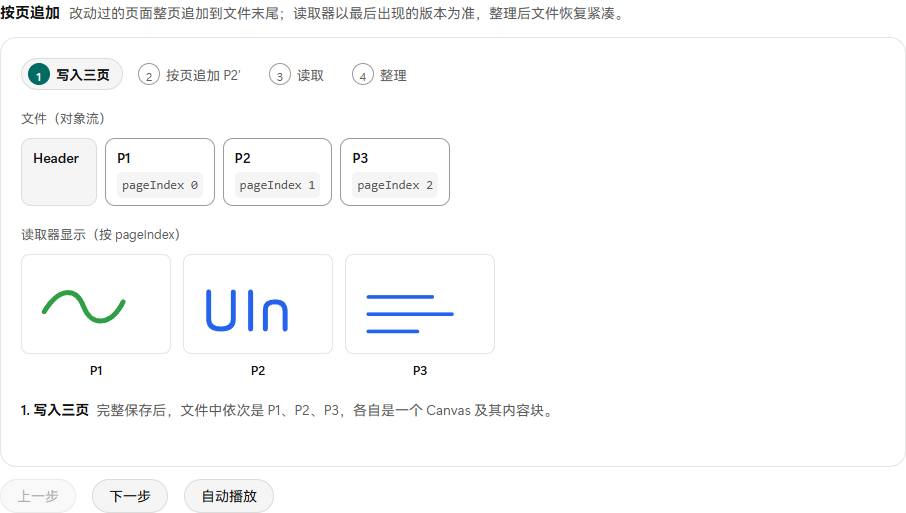 按页追加 改动过的页面整页追加到文件末尾；读取器以最后出现的版本为准，整理后文件恢复紧凑。
1 写入三页 2 按页追加 P2′ 3 读取 4 整理
文件（对象流）
Header P1 P2 P3
pageIndex 0 pageIndex 1 pageIndex 2
读取器显示（按 pageIndex）
UIn
P1 P2 P3
1. 写入三页 完整保存后，文件中依次是 P1、P2、P3，各自是一个 Canvas 及其内容块。
上一步 下一步 自动播放